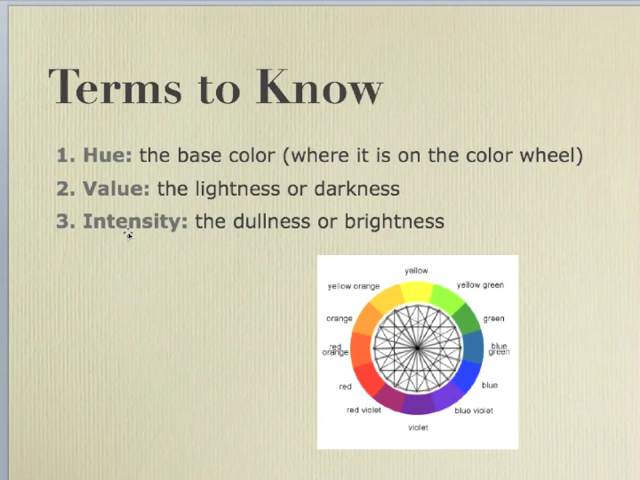 Terms to Know
1. Hue: the base color (where it is on the color wheel)
2. Value: the lightness or darkness
3. Intensity: the dullness or brightness
yellow
yellow orange
yellow green
orange
green
red
orange
blue
green
red
blue
red violet
blue violet
violet